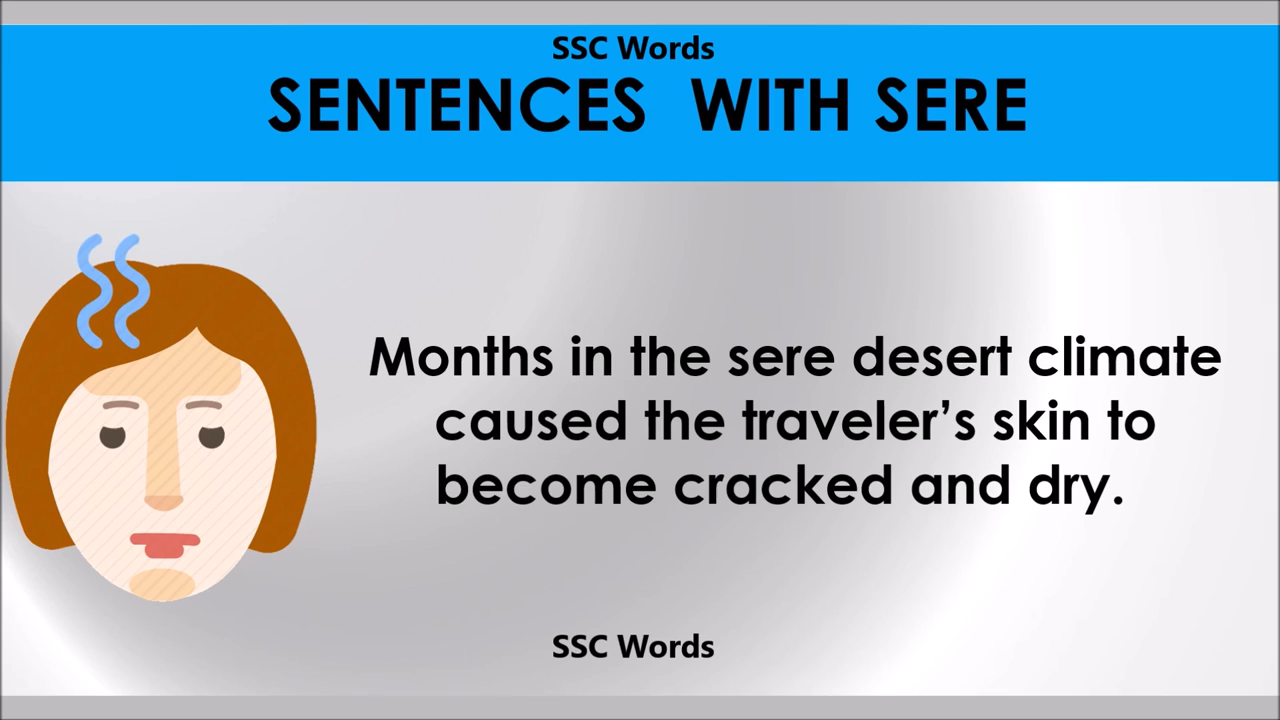 SSC Words
SENTENCES WITH SERE
Months in the sere desert climate
caused the traveler’s skin to
become cracked and dry.
SSC Words